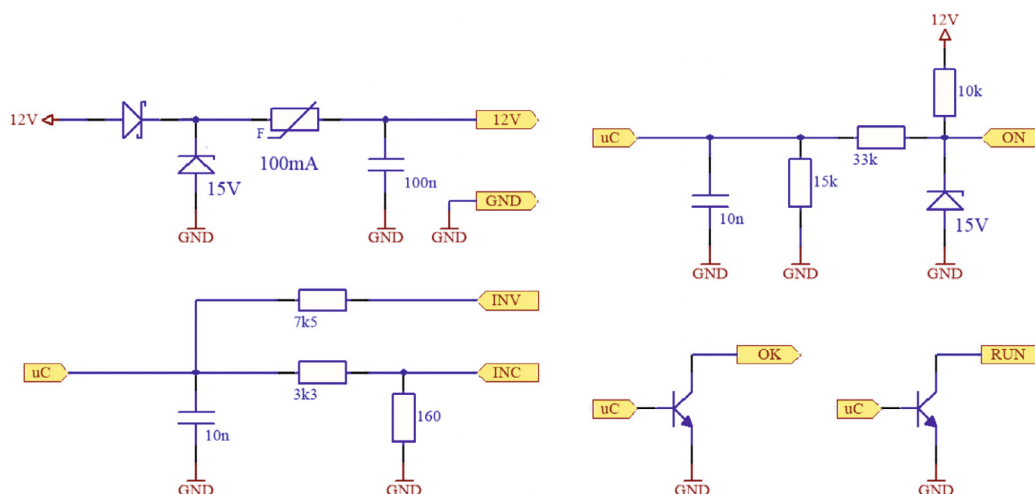 12V
F
100mA
12V
15V
100n
GND
GND
GND
GND
12V
10k
uC
ON
33k
15k
10n
15V
GND
GND
GND
INV
7k5
uC
INC
3k3
10n
160
GND
GND
OK
uC
GND
RUN
uC
GND